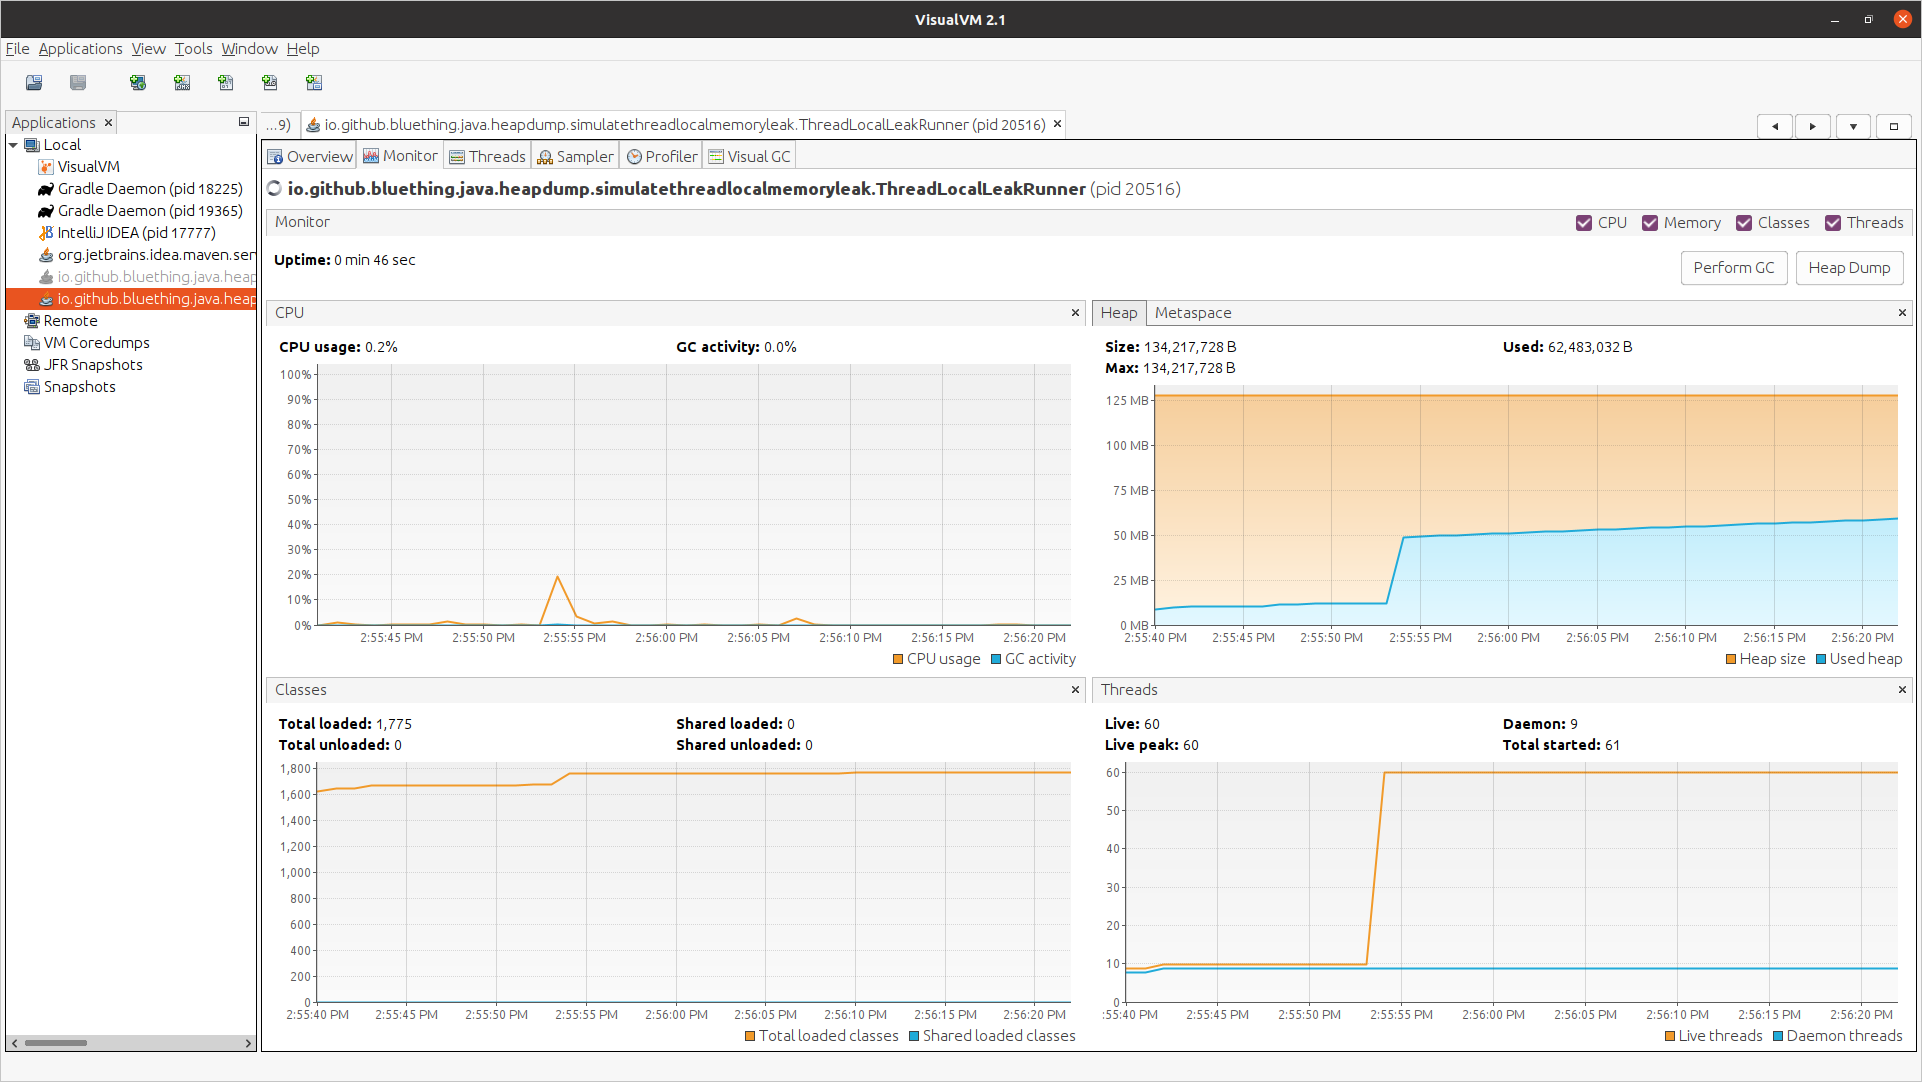 VisualVM 2.1
File Applications View Tools Window Help
Applications
Local
VisualVM
Gradle Daemon (pid 18225)
Gradle Daemon (pid 19365)
IntelliJ IDEA (pid 17777)
org.jetbrains.idea.maven.ser
io.github.bluething.java.heap
io.github.bluething.java.heap
Remote
VM Coredumps
JFR Snapshots
Snapshots
...9) io.github.bluething.java.heapdump.simulatethreadlocalmemoryleak.ThreadLocalLeakRunner (pid 20516)
Overview Monitor Threads Sampler Profiler Visual GC
io.github.bluething.java.heapdump.simulatethreadlocalmemoryleak.ThreadLocalLeakRunner (pid 20516)
Monitor CPU Memory Classes Threads
Uptime: 0 min 46 sec
Perform GC Heap Dump
CPU
CPU usage: 0.2% GC activity: 0.0%
100%
90%
80%
70%
60%
50%
40%
30%
20%
10%
0%
2:55:45 PM 2:55:50 PM 2:55:55 PM 2:56:00 PM 2:56:05 PM 2:56:10 PM 2:56:15 PM 2:56:20 PM
CPU usage GC activity
Heap Metaspace
Size: 134,217,728 B Used: 62,483,032 B
Max: 134,217,728 B
125 MB
100 MB
75 MB
50 MB
25 MB
0 MB
2:55:40 PM 2:55:45 PM 2:55:50 PM 2:55:55 PM 2:56:00 PM 2:56:05 PM 2:56:10 PM 2:56:15 PM 2:56:20 PM
Heap size Used heap
Classes
Total loaded: 1,775 Shared loaded: 0
Total unloaded: 0 Shared unloaded: 0
1,800
1,600
1,400
1,200
1,000
800
600
400
200
0
2:55:40 PM 2:55:45 PM 2:55:50 PM 2:55:55 PM 2:56:00 PM 2:56:05 PM 2:56:10 PM 2:56:15 PM 2:56:20 PM
Total loaded classes Shared loaded classes
Threads
Live: 60 Daemon: 9
Live peak: 60 Total started: 61
60
50
40
30
20
10
0
:55:40 PM 2:55:45 PM 2:55:50 PM 2:55:55 PM 2:56:00 PM 2:56:05 PM 2:56:10 PM 2:56:15 PM 2:56:20 PM
Live threads Daemon threads